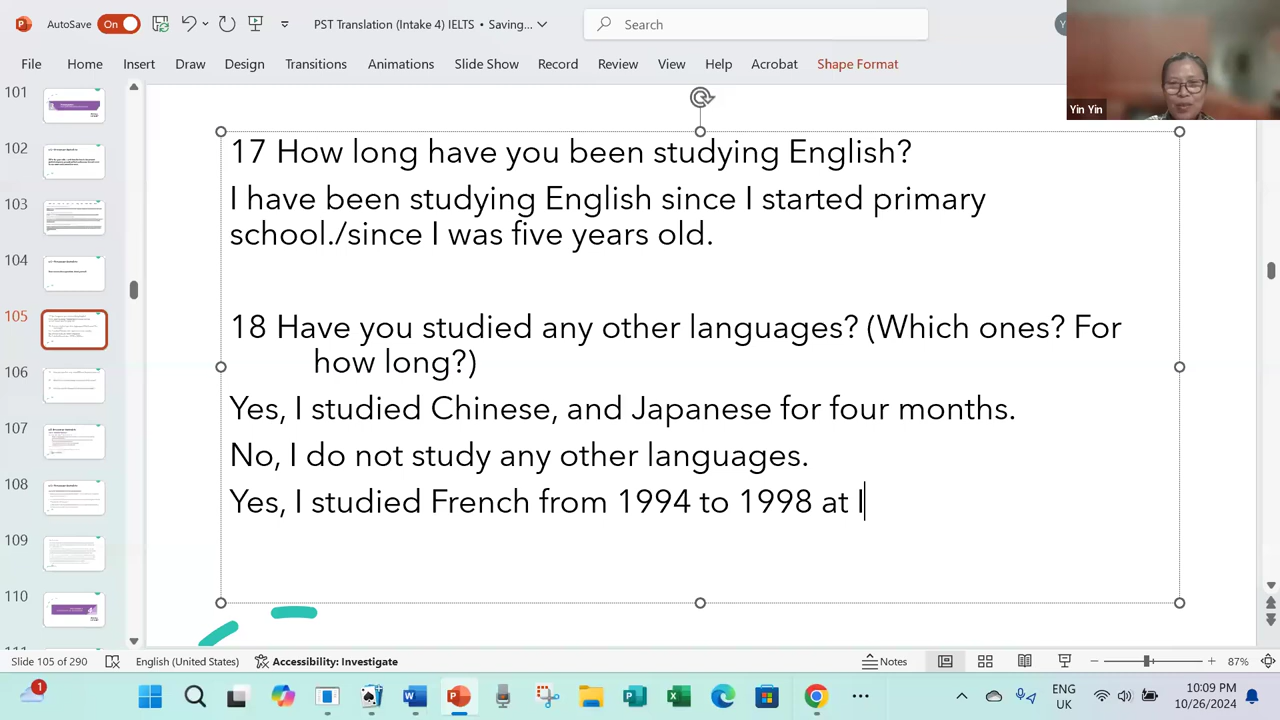 AutoSave On PST Translation (Intake 4) IELTS • Saving... Search
File Home Insert Draw Design Transitions Animations Slide Show Record Review View Help Acrobat Shape Format
Yin Yin
101
102
103
104
105
106
107
108
109
110
17 How long have you been studying English?
I have been studying English since I started primary
school./since I was five years old.
18 Have you studied any other languages? (Which ones? For
how long?)
Yes, I studied Chinese, and Japanese for four months.
No, I do not study any other languages.
Yes, I studied French from 1994 to 1998 at I
Slide 105 of 290 English (United States) Accessibility: Investigate Notes 87%
1 ENG 10:09 PM
UK 10/26/2024